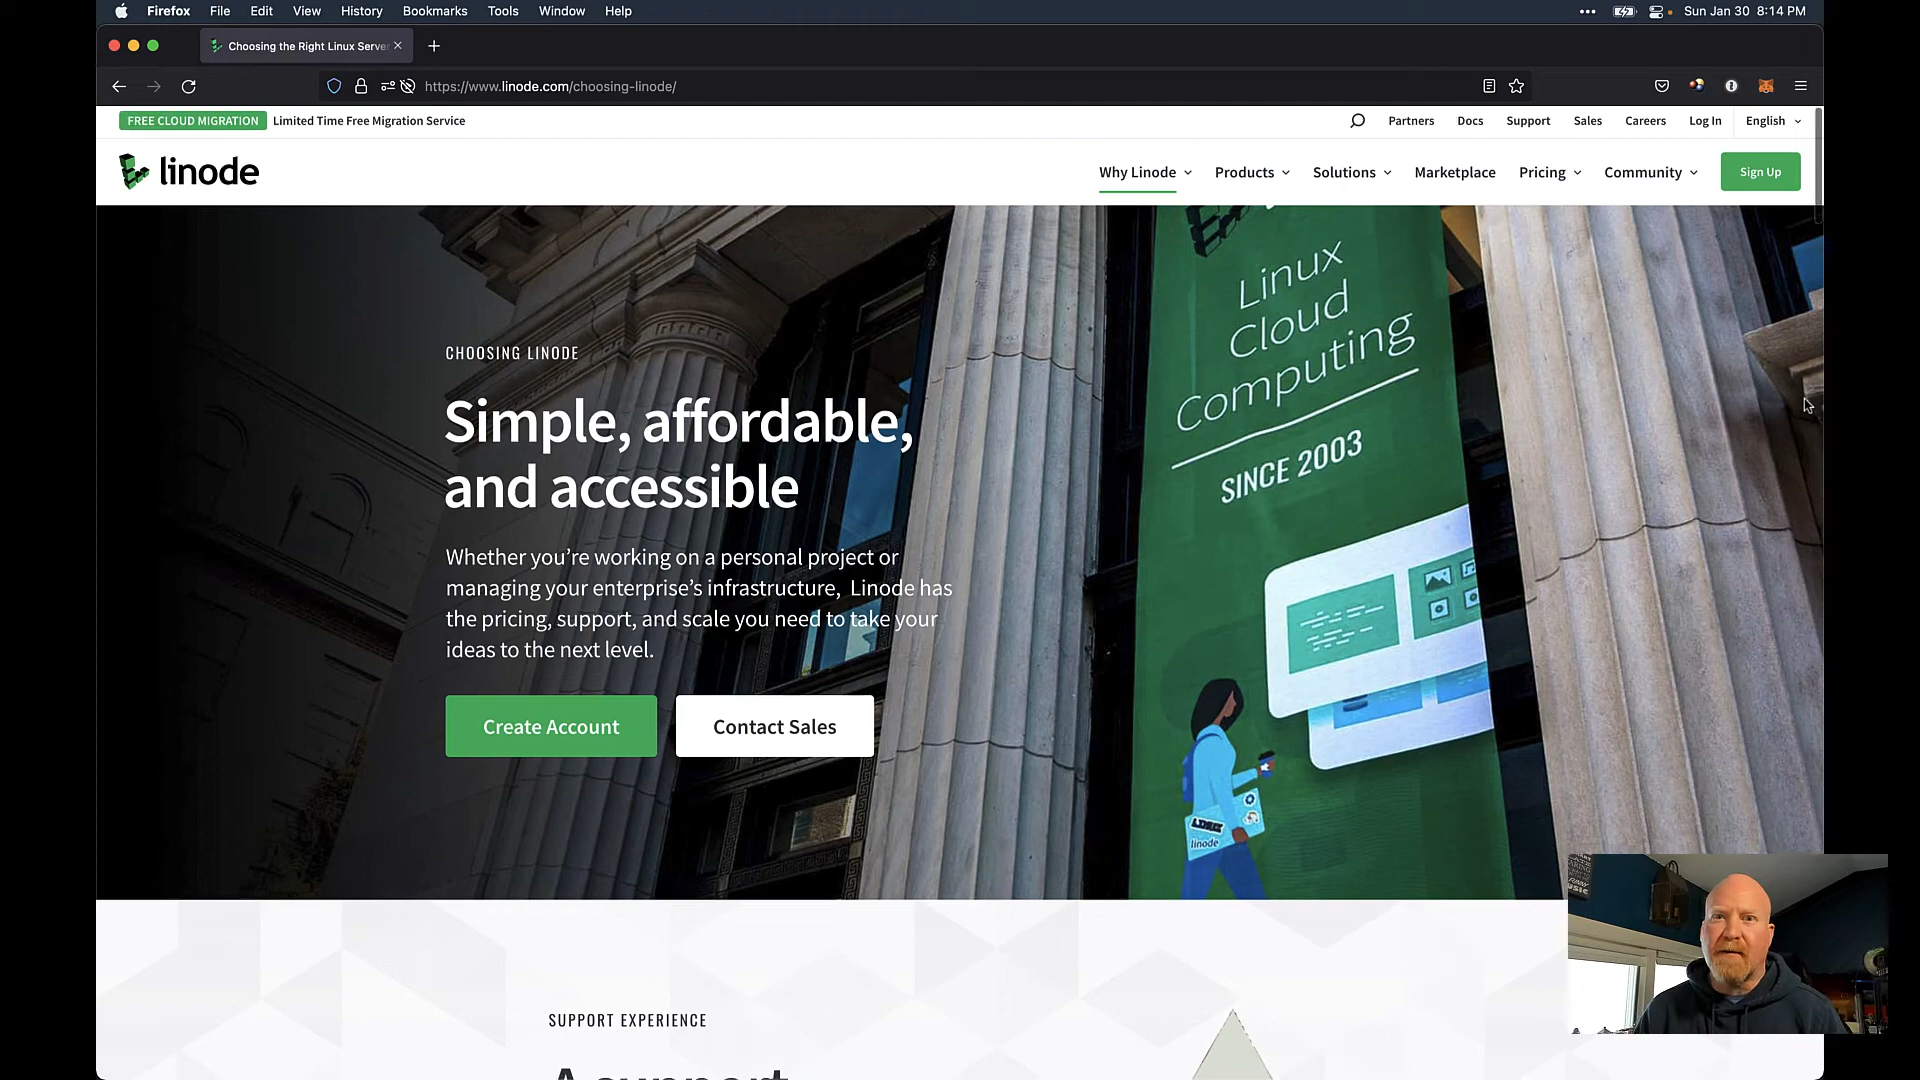 Firefox File Edit View History Bookmarks Tools Window Help
Sun Jan 30 8:14 PM
Choosing the Right Linux Server
https://www.linode.com/choosing-linode/
FREE CLOUD MIGRATION Limited Time Free Migration Service
Partners Docs Support Sales Careers Log In English
linode
Why Linode Products Solutions Marketplace Pricing Community Sign Up
Linux
Cloud
Computing
SINCE 2003
CHOOSING LINODE
Simple, affordable,
and accessible
Whether you’re working on a personal project or
managing your enterprise’s infrastructure, Linode has
the pricing, support, and scale you need to take your
ideas to the next level.
Create Account Contact Sales
LINUX
linode
SUPPORT EXPERIENCE
A support